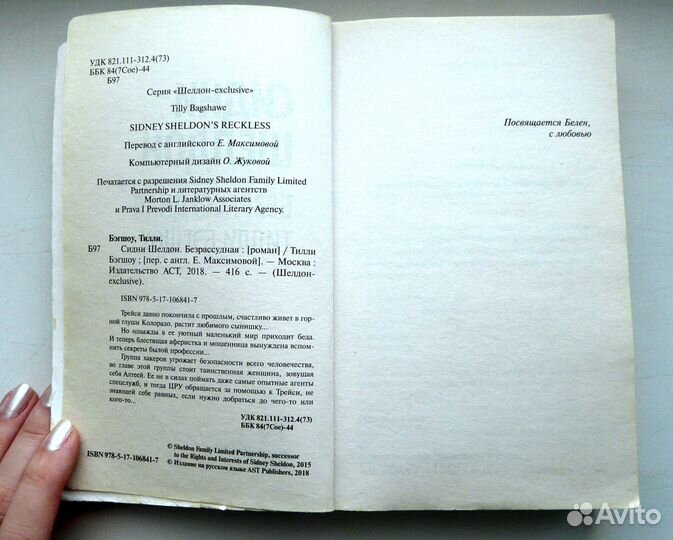 УДК 821.111-312.4(73)
ББК 84(7Сое)-44
Б97
Серия «Шелдон-exclusive»
Tilly Bagshawe
SIDNEY SHELDON'S RECKLESS
Перевод с английского Е. Максимовой
Компьютерный дизайн О. Жуковой
Печатается с разрешения Sidney Sheldon Family Limited
Partnership и литературных агентств
Morton L. Janklow Associates
и Prava I Prevodi International Literary Agency.
Бэгшоу, Тилли.
Б97 Сидни Шелдон. Безрассудная : [роман] / Тилли
Бэгшоу ; [пер. с англ. Е. Максимовой]. — Москва :
Издательство АСТ, 2018. — 416 с. — (Шелдон-
exclusive).
ISBN 978-5-17-106841-7
Трейси давно покончила с прошлым, счастливо живет в гор-
ной глуши Колорадо, растит любимого сынишку...
Но однажды в ее уютный маленький мир приходит беда.
И теперь блестящая аферистка и мошенница вынуждена вспом-
нить секреты былой профессии...
Группа хакеров угрожает безопасности всего человечества,
во главе этой группы стоит таинственная женщина, зовущая
себя Алтеей. Ее не в силах поймать даже самые опытные агенты
спецслужб, и тогда ЦРУ обращается за помощью к Трейси, не
знающей себе равных, если нужно добраться до чего-то или
кого-то...
УДК 821.111-312.4(73)
ББК 84(7Сое)-44
© Sheldon Family Limited Partnership, successor
to the Rights and Interests of Sidney Sheldon, 2015
ISBN 978-5-17-106841-7 © Издание на русском языке AST Publishers, 2018
Посвящается Белен,
с любовью
Avito